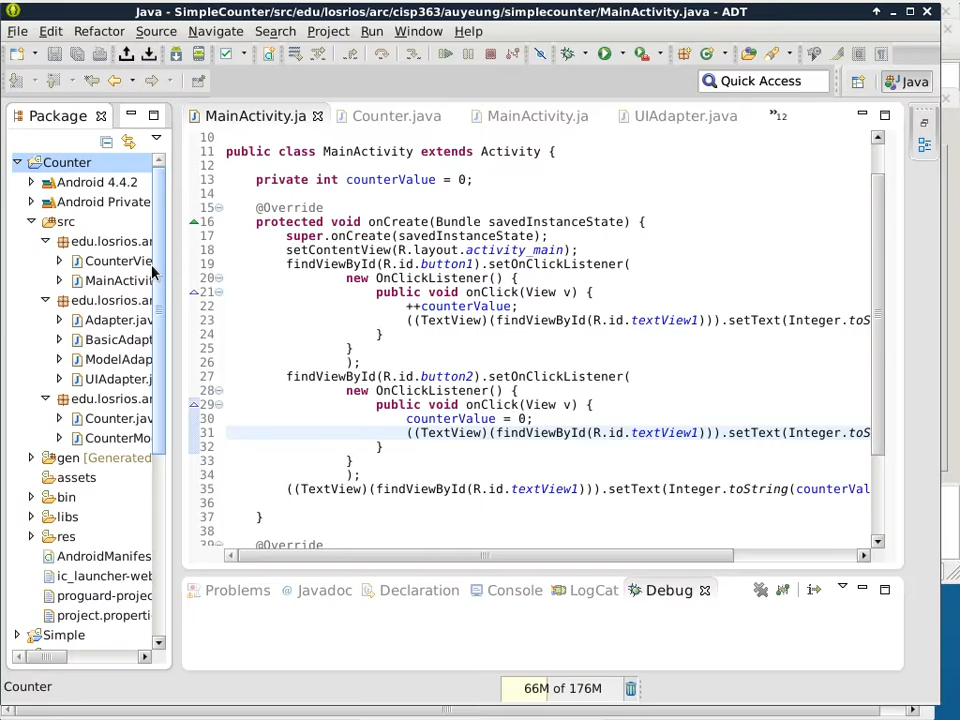 Java - SimpleCounter/src/edu/losrios/arc/cisp363/auyeung/simplecounter/MainActivity.java - ADT
File Edit Refactor Source Navigate Search Project Run Window Help
Quick Access
Java
Package
MainActivity.ja
Counter.java
MainActivity.ja
UIAdapter.java
»12
Counter
Android 4.4.2
Android Private
src
edu.losrios.ar
CounterVie
MainActivit
edu.losrios.ar
Adapter.jav
BasicAdapt
ModelAdap
UIAdapter.j
edu.losrios.ar
Counter.jav
CounterMo
gen [Generated
assets
bin
libs
res
AndroidManifes
ic_launcher-web
proguard-projec
project.properti
Simple
10
11 public class MainActivity extends Activity {
12
13 private int counterValue = 0;
14
15 @Override
16 protected void onCreate(Bundle savedInstanceState) {
17 super.onCreate(savedInstanceState);
18 setContentView(R.layout.activity_main);
19 findViewById(R.id.button1).setOnClickListener(
20 new OnClickListener() {
21 public void onClick(View v) {
22 ++counterValue;
23 ((TextView)(findViewById(R.id.textView1))).setText(Integer.toS
24 }
25 }
26 );
27 findViewById(R.id.button2).setOnClickListener(
28 new OnClickListener() {
29 public void onClick(View v) {
30 counterValue = 0;
31 ((TextView)(findViewById(R.id.textView1))).setText(Integer.toS
32 }
33 }
34 );
35 ((TextView)(findViewById(R.id.textView1))).setText(Integer.toString(counterVal
36
37 }
38
39 @Override
Problems
Javadoc
Declaration
Console
LogCat
Debug
Counter
66M of 176M